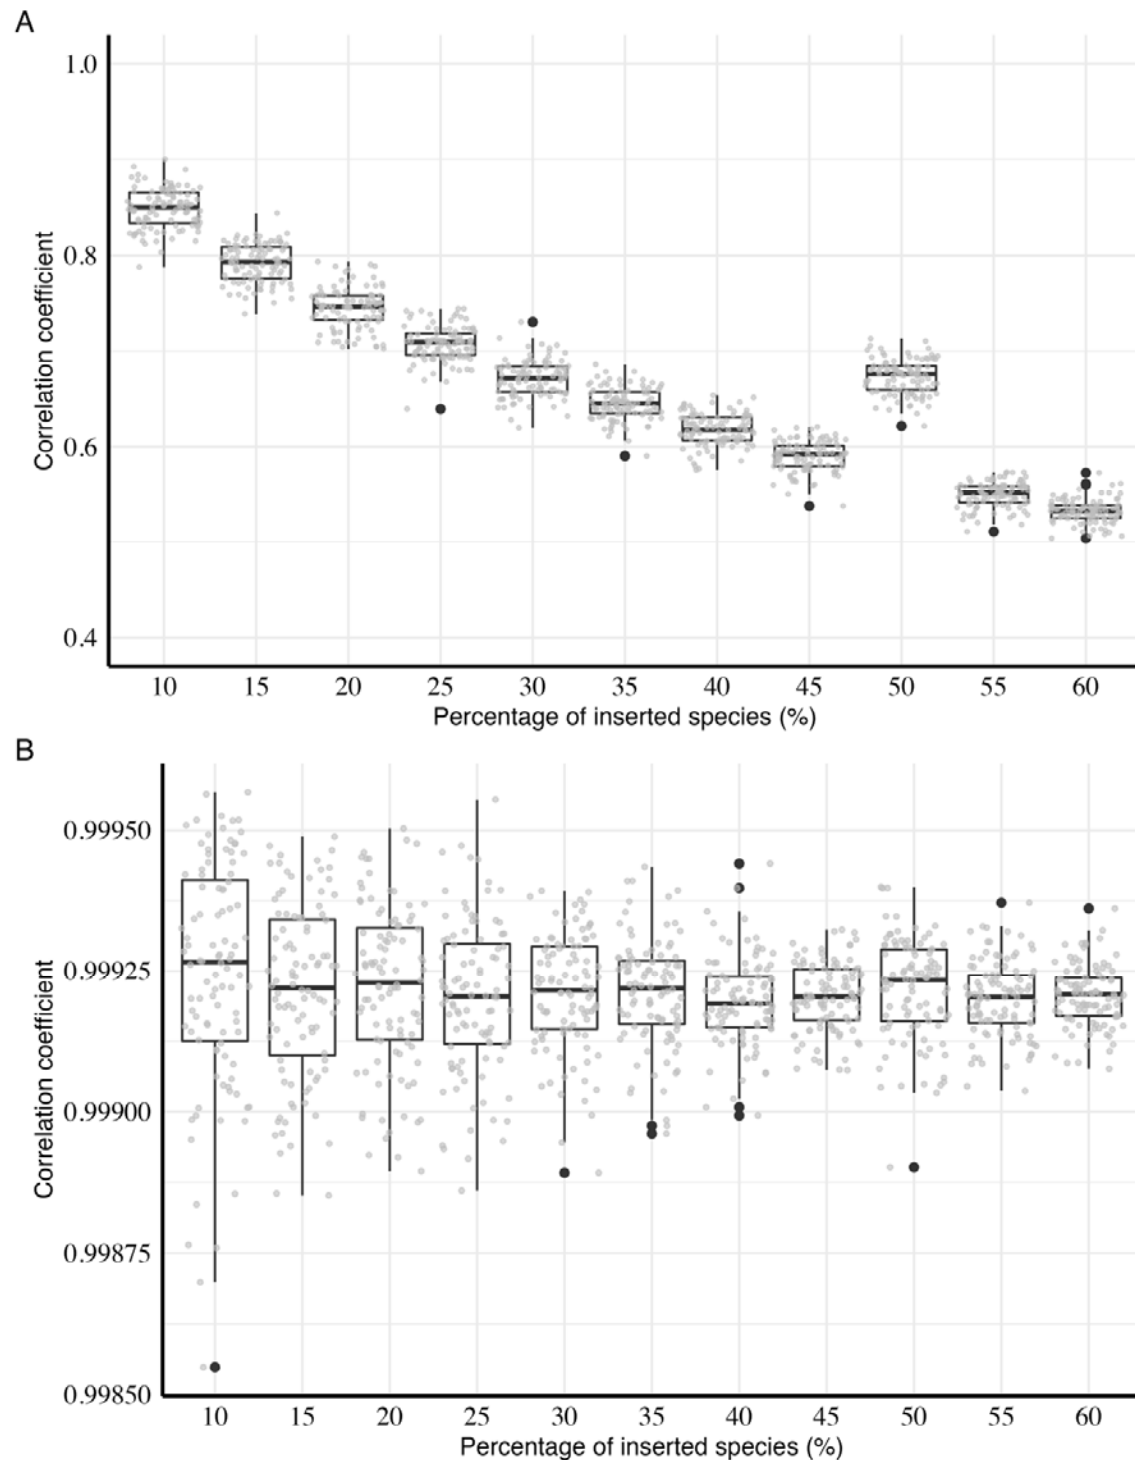 A
1.0
0.8
0.6
0.4
Correlation coefficient
10 15 20 25 30 35 40 45 50 55 60
Percentage of inserted species (%)
B
0.99950
0.99925
0.99900
0.99875
0.99850
Correlation coefficient
10 15 20 25 30 35 40 45 50 55 60
Percentage of inserted species (%)